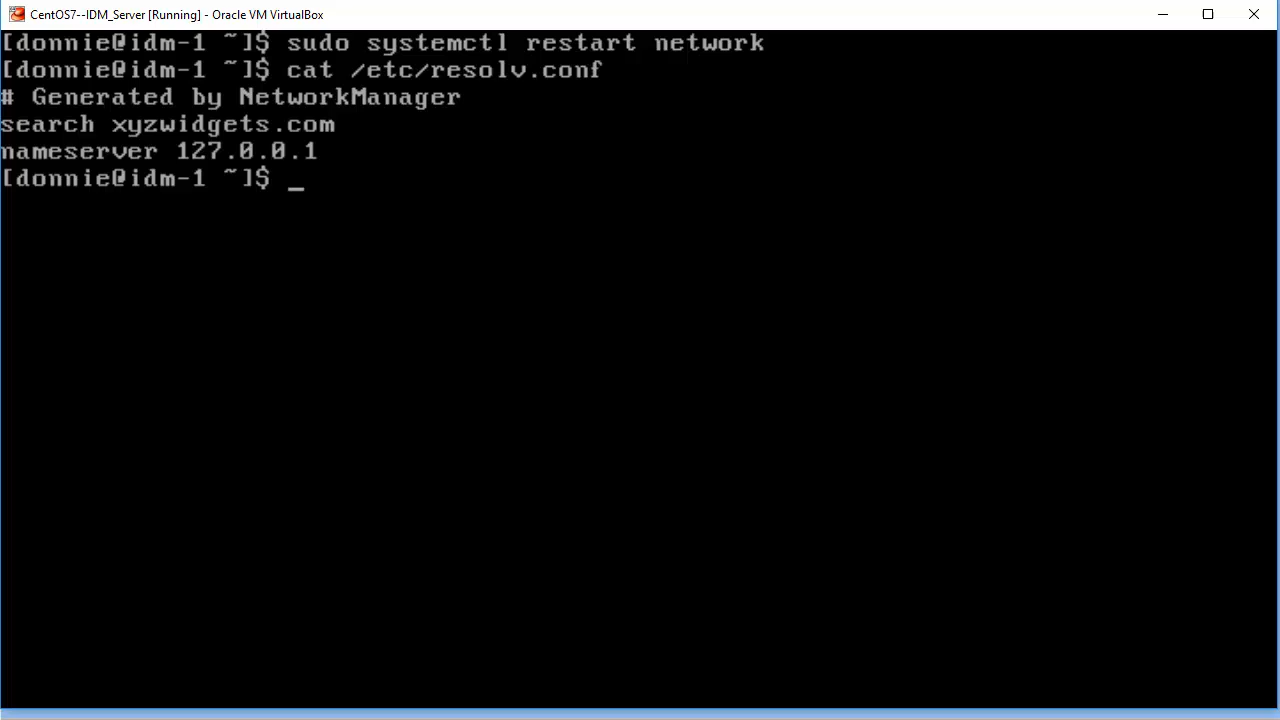 CentOS7--IDM_Server [Running] - Oracle VM VirtualBox
[donnie@idm-1 ~]$ sudo systemctl restart network
[donnie@idm-1 ~]$ cat /etc/resolv.conf
# Generated by NetworkManager
search xyzwidgets.com
nameserver 127.0.0.1
[donnie@idm-1 ~]$ _